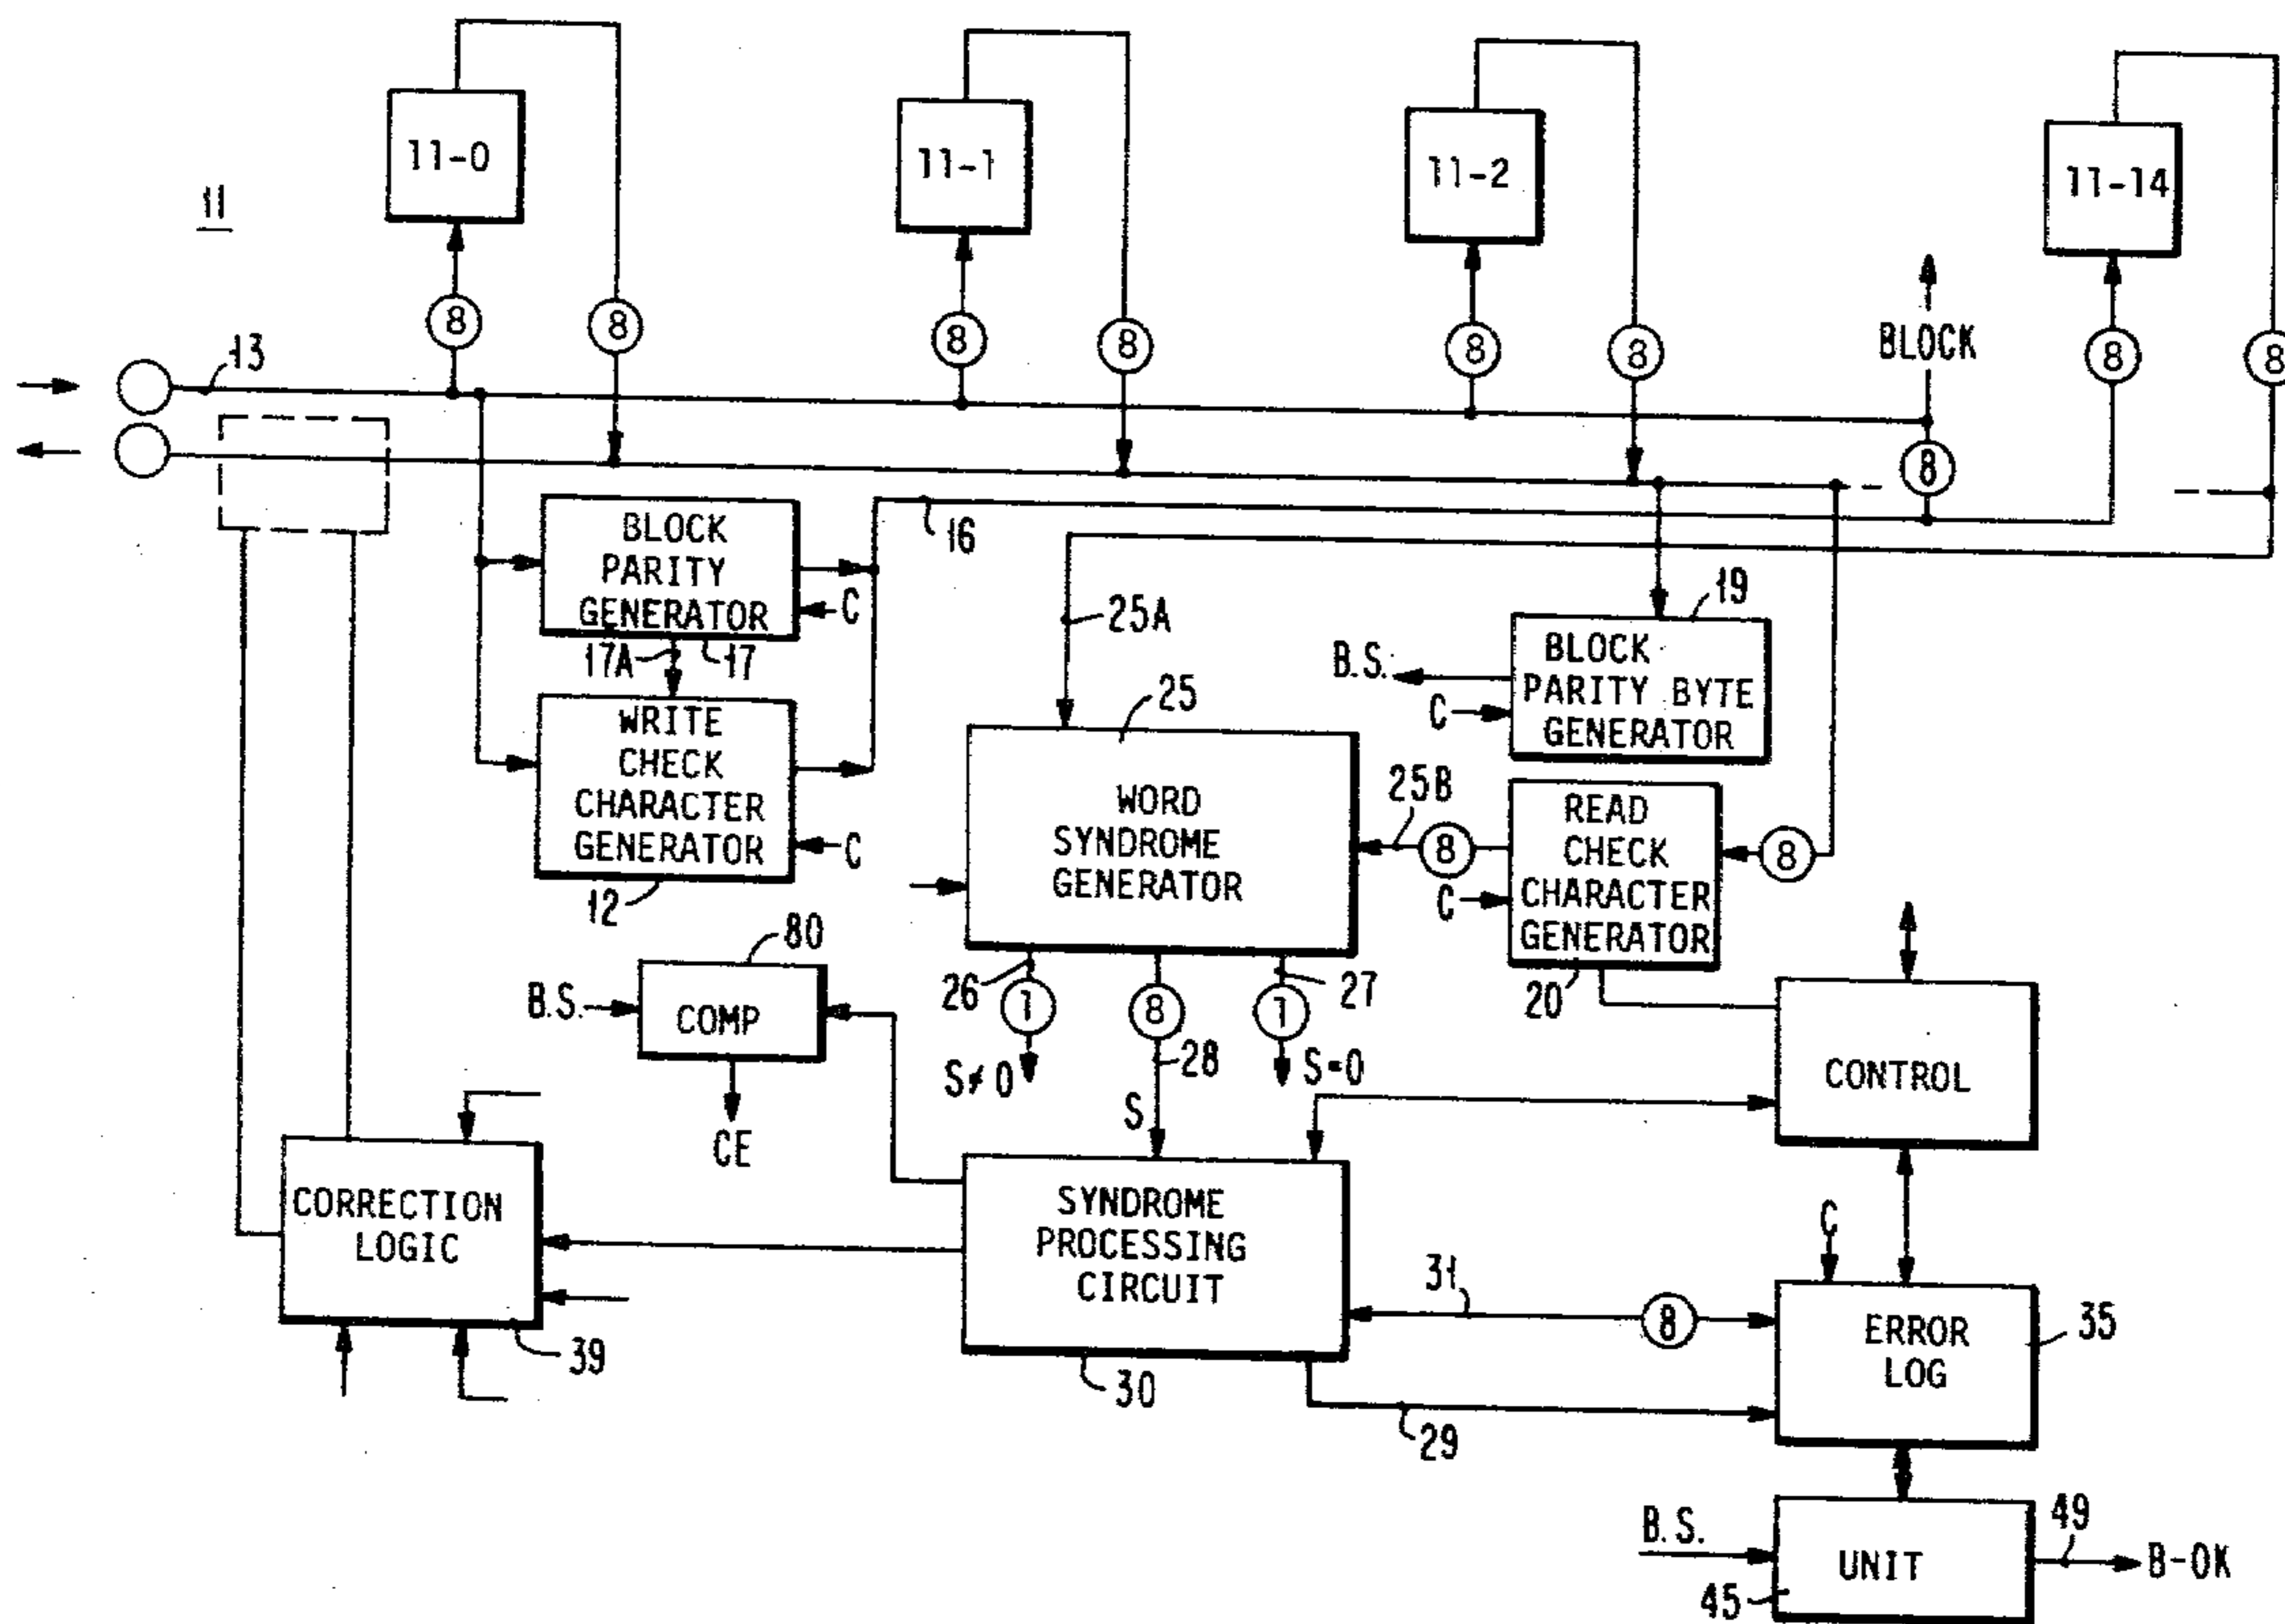 11
11-0
11-1
11-2
11-14
8
8
8
8
8
8
8
8
13
BLOCK
8
BLOCK
PARITY
GENERATOR
C
17A
17
16
WRITE
CHECK
CHARACTER
GENERATOR
C
12
25A
25
WORD
SYNDROME
GENERATOR
19
BLOCK
PARITY BYTE
GENERATOR
B.S.
C
25B
8
READ
CHECK
CHARACTER
GENERATOR
8
C
20
80
B.S.
COMP
CE
26
1
S≠0
8
28
S
27
1
S=0
CONTROL
CORRECTION
LOGIC
39
SYNDROME
PROCESSING
CIRCUIT
30
31
8
29
C
ERROR
LOG
35
B.S.
UNIT
45
49
B-OK